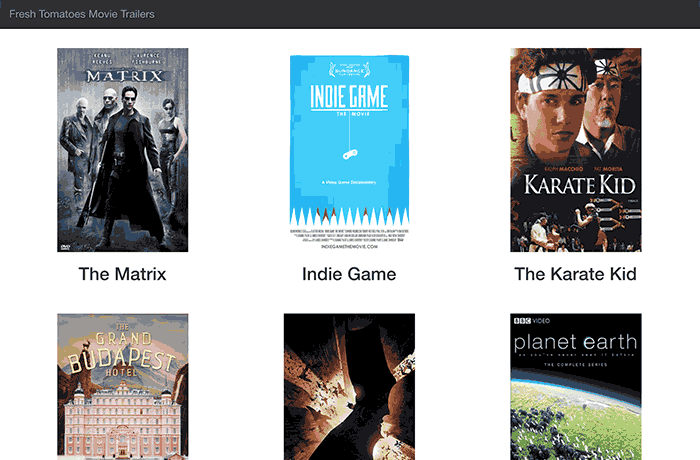 Fresh Tomatoes Movie Trailers
KEANU REEVES
LAURENCE FISHBURNE
MATRIX
DVD
The Matrix
SUNDANCE
INDIE GAME
THE MOVIE
A Video Game Documentary
INDIEGAMETHEMOVIE.COM
Indie Game
RALPH MACCHIO PAT MORITA
KARATE KID
The Karate Kid
THE
GRAND
BUDAPEST
HOTEL
BBC VIDEO
planet earth
as you've never seen it before
THE COMPLETE SERIES